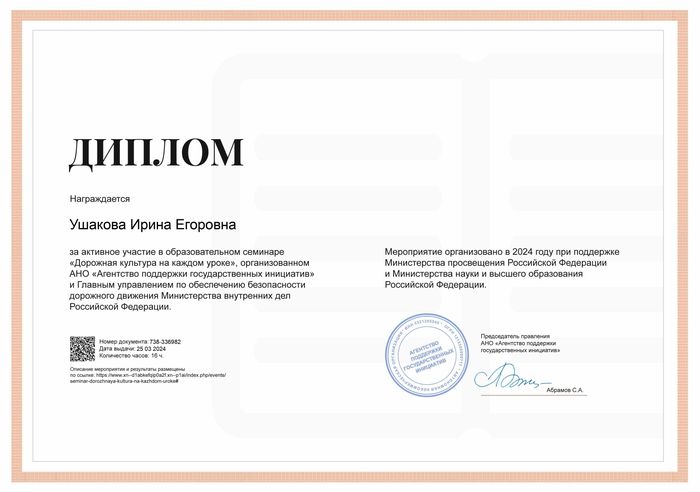 ДИПЛОМ
Награждается
Ушакова Ирина Егоровна
за активное участие в образовательном семинаре
«Дорожная культура на каждом уроке», организованном
АНО «Агентство поддержки государственных инициатив»
и Главным управлением по обеспечению безопасности
дорожного движения Министерства внутренних дел
Российской Федерации.
Мероприятие организовано в 2024 году при поддержке
Министерства просвещения Российской Федерации
и Министерства науки и высшего образования
Российской Федерации.
Номер документа: 738-336982
Дата выдачи: 25 03 2024
Количество часов: 16 ч.
Описание мероприятия и результаты размещены
по ссылке: https://www.xn--
seminar-dorozhnaya-kultura-na-kazhdom-uroke#
АГЕНТСТВО
ПОДДЕРЖКИ
ГОСУДАРСТВЕННЫХ
ИНИЦИАТИВ
Председатель правления
АНО «Агентство поддержки
государственных инициатив»
Абрамов С.А.